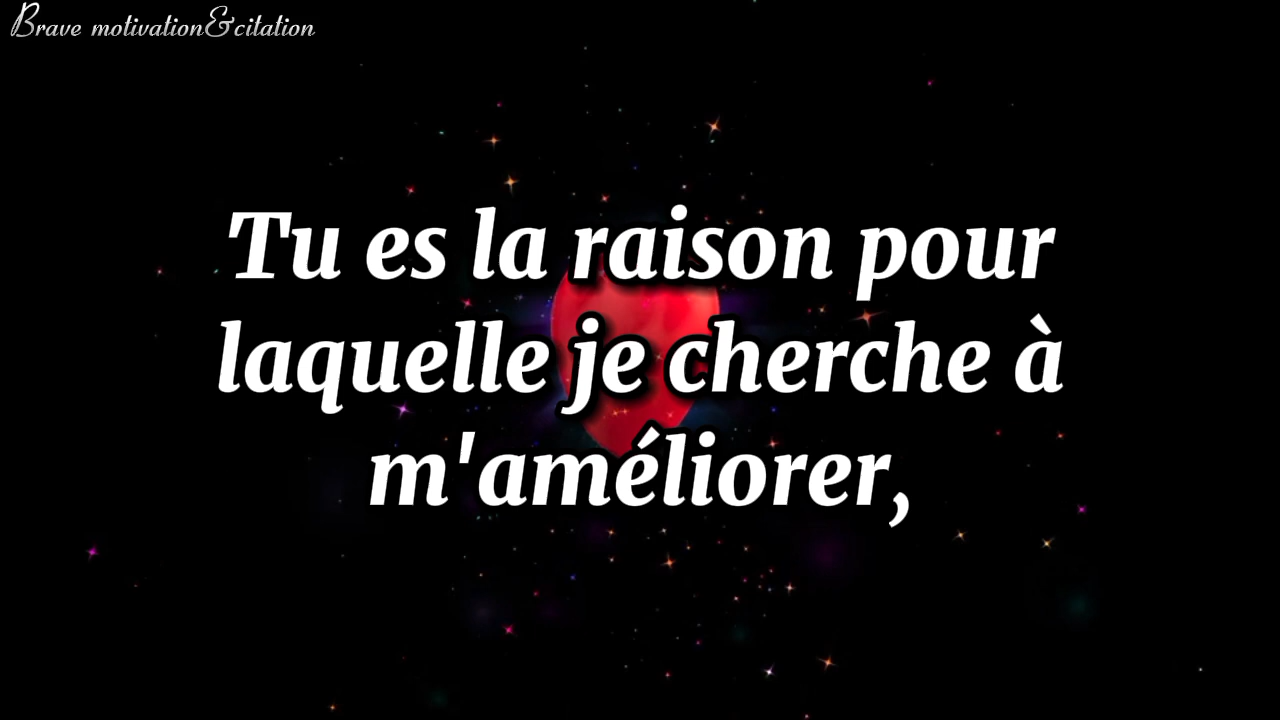 Brave motivation&citation
Tu es la raison pour
laquelle je cherche à
m'améliorer,